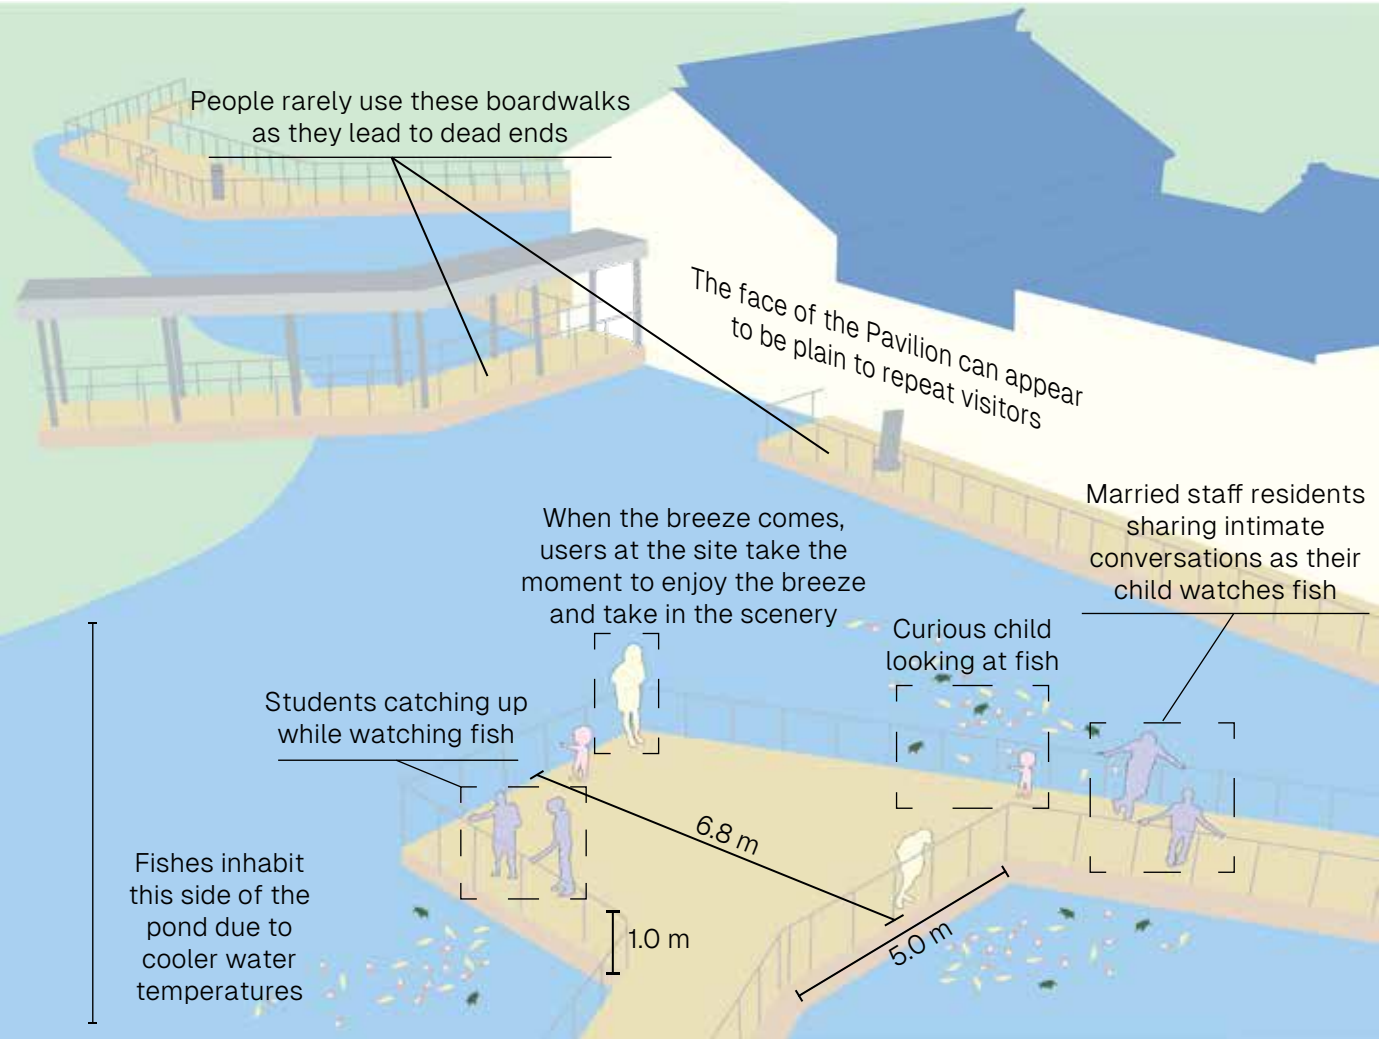 People rarely use these boardwalks
as they lead to dead ends
The face of the Pavilion can appear
to be plain to repeat visitors
Married staff residents
sharing intimate
conversations as their
child watches fish
When the breeze comes,
users at the site take the
moment to enjoy the breeze
and take in the scenery
Curious child
looking at fish
Students catching up
while watching fish
6.8 m
Fishes inhabit
this side of the
pond due to
cooler water
temperatures
1.0 m
5.0 m